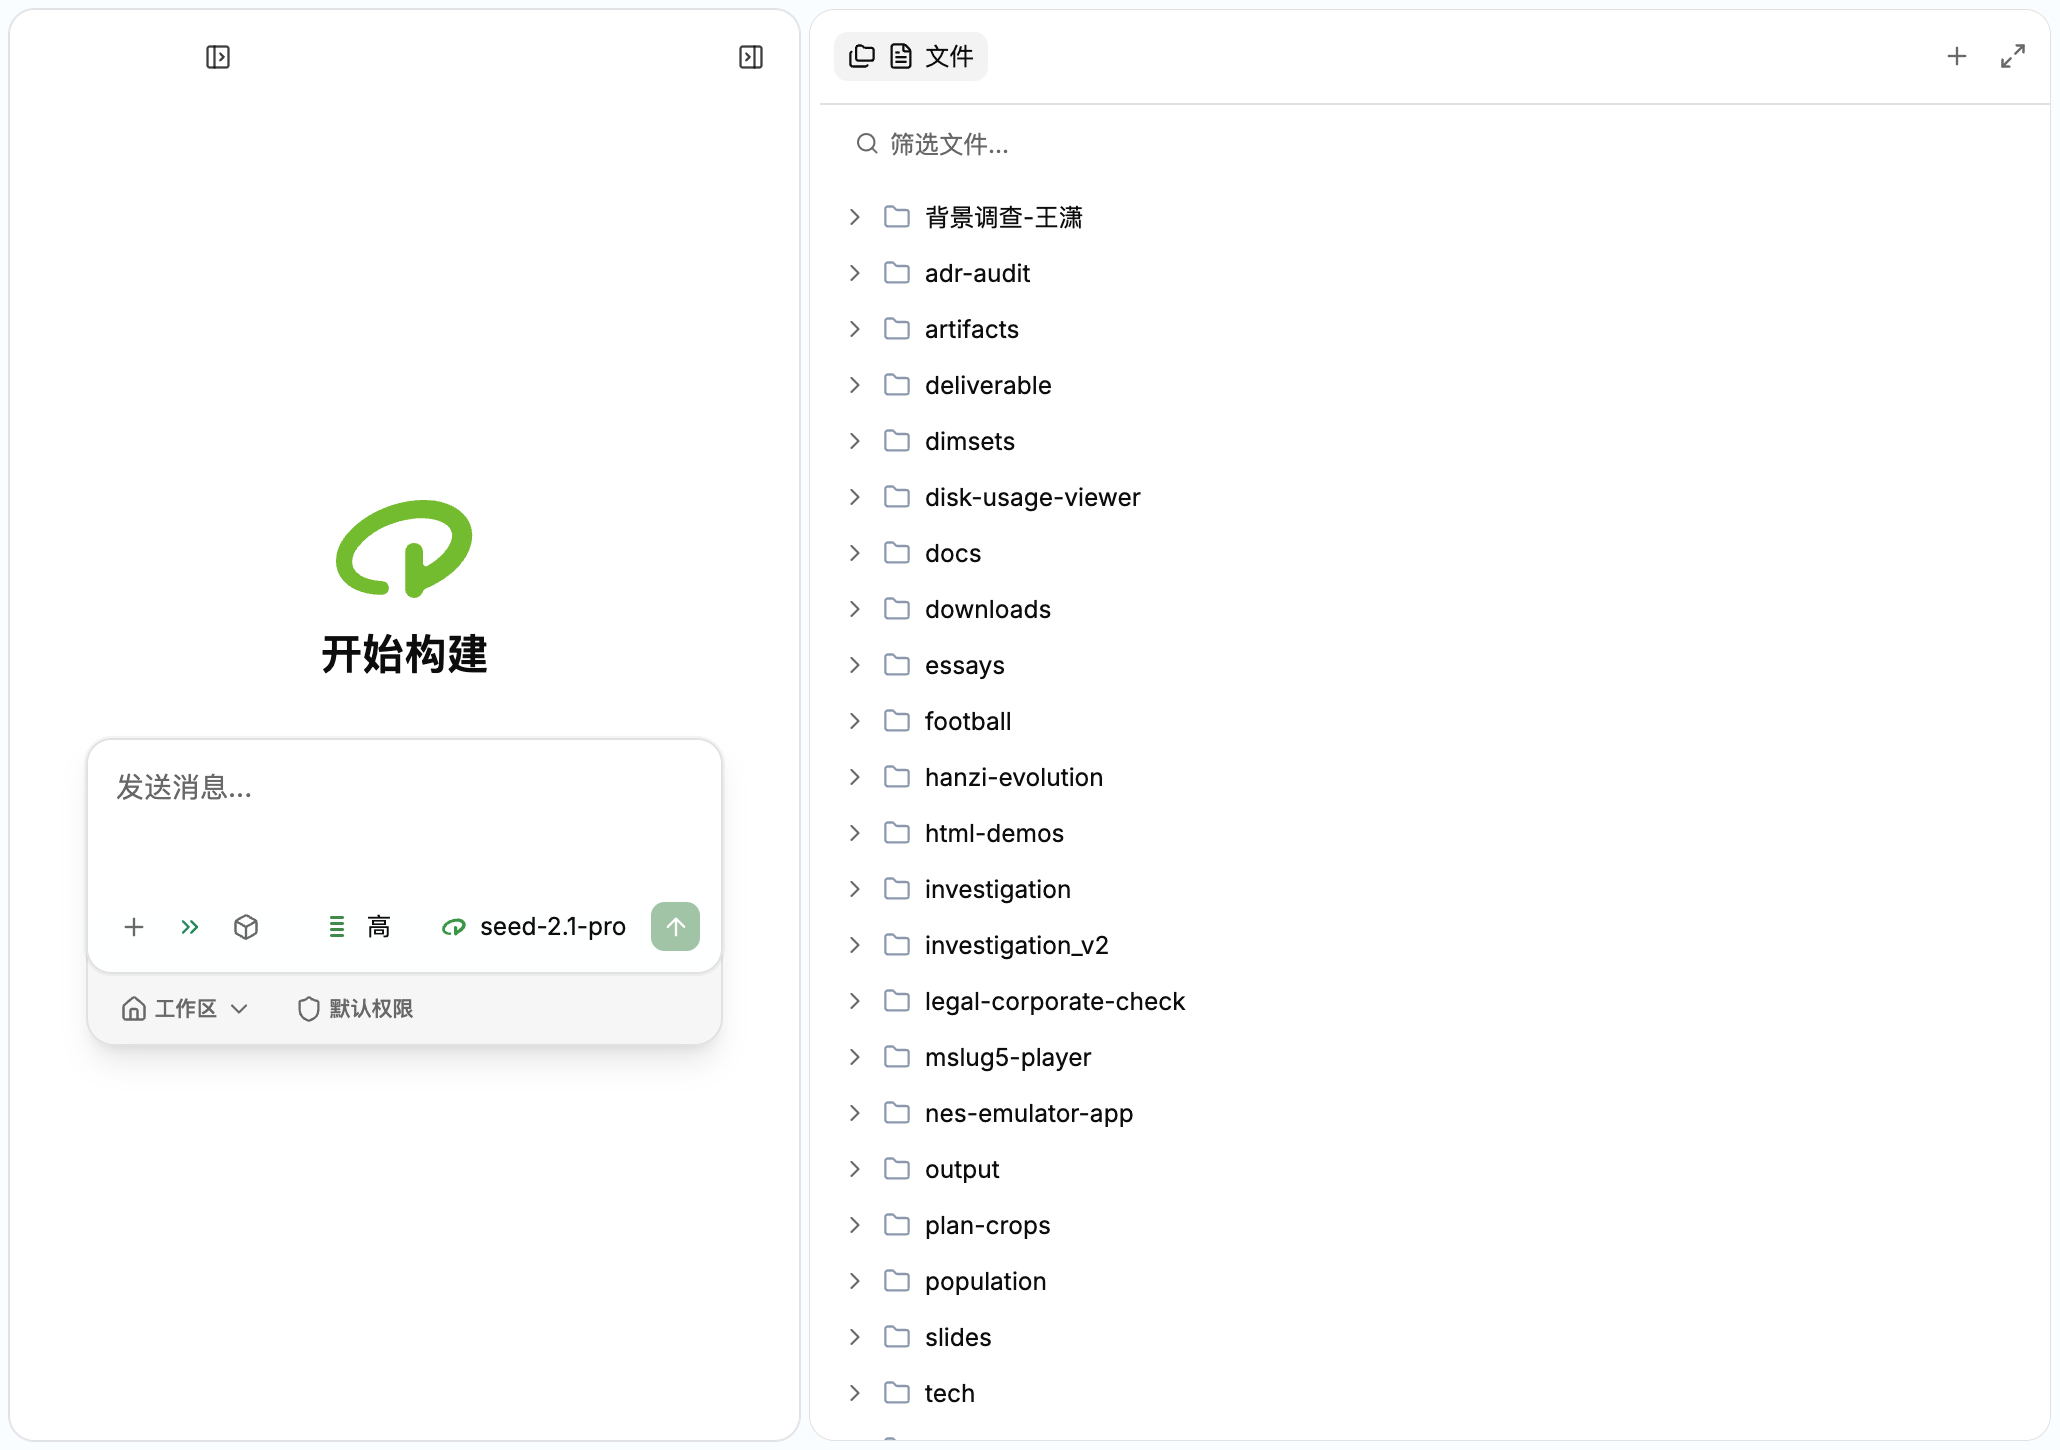 开始构建
发送消息...
高
seed-2.1-pro
工作区
默认权限
文件
筛选文件...
背景调查-王潇
adr-audit
artifacts
deliverable
dimsets
disk-usage-viewer
docs
downloads
essays
football
hanzi-evolution
html-demos
investigation
investigation_v2
legal-corporate-check
mslug5-player
nes-emulator-app
output
plan-crops
population
slides
tech